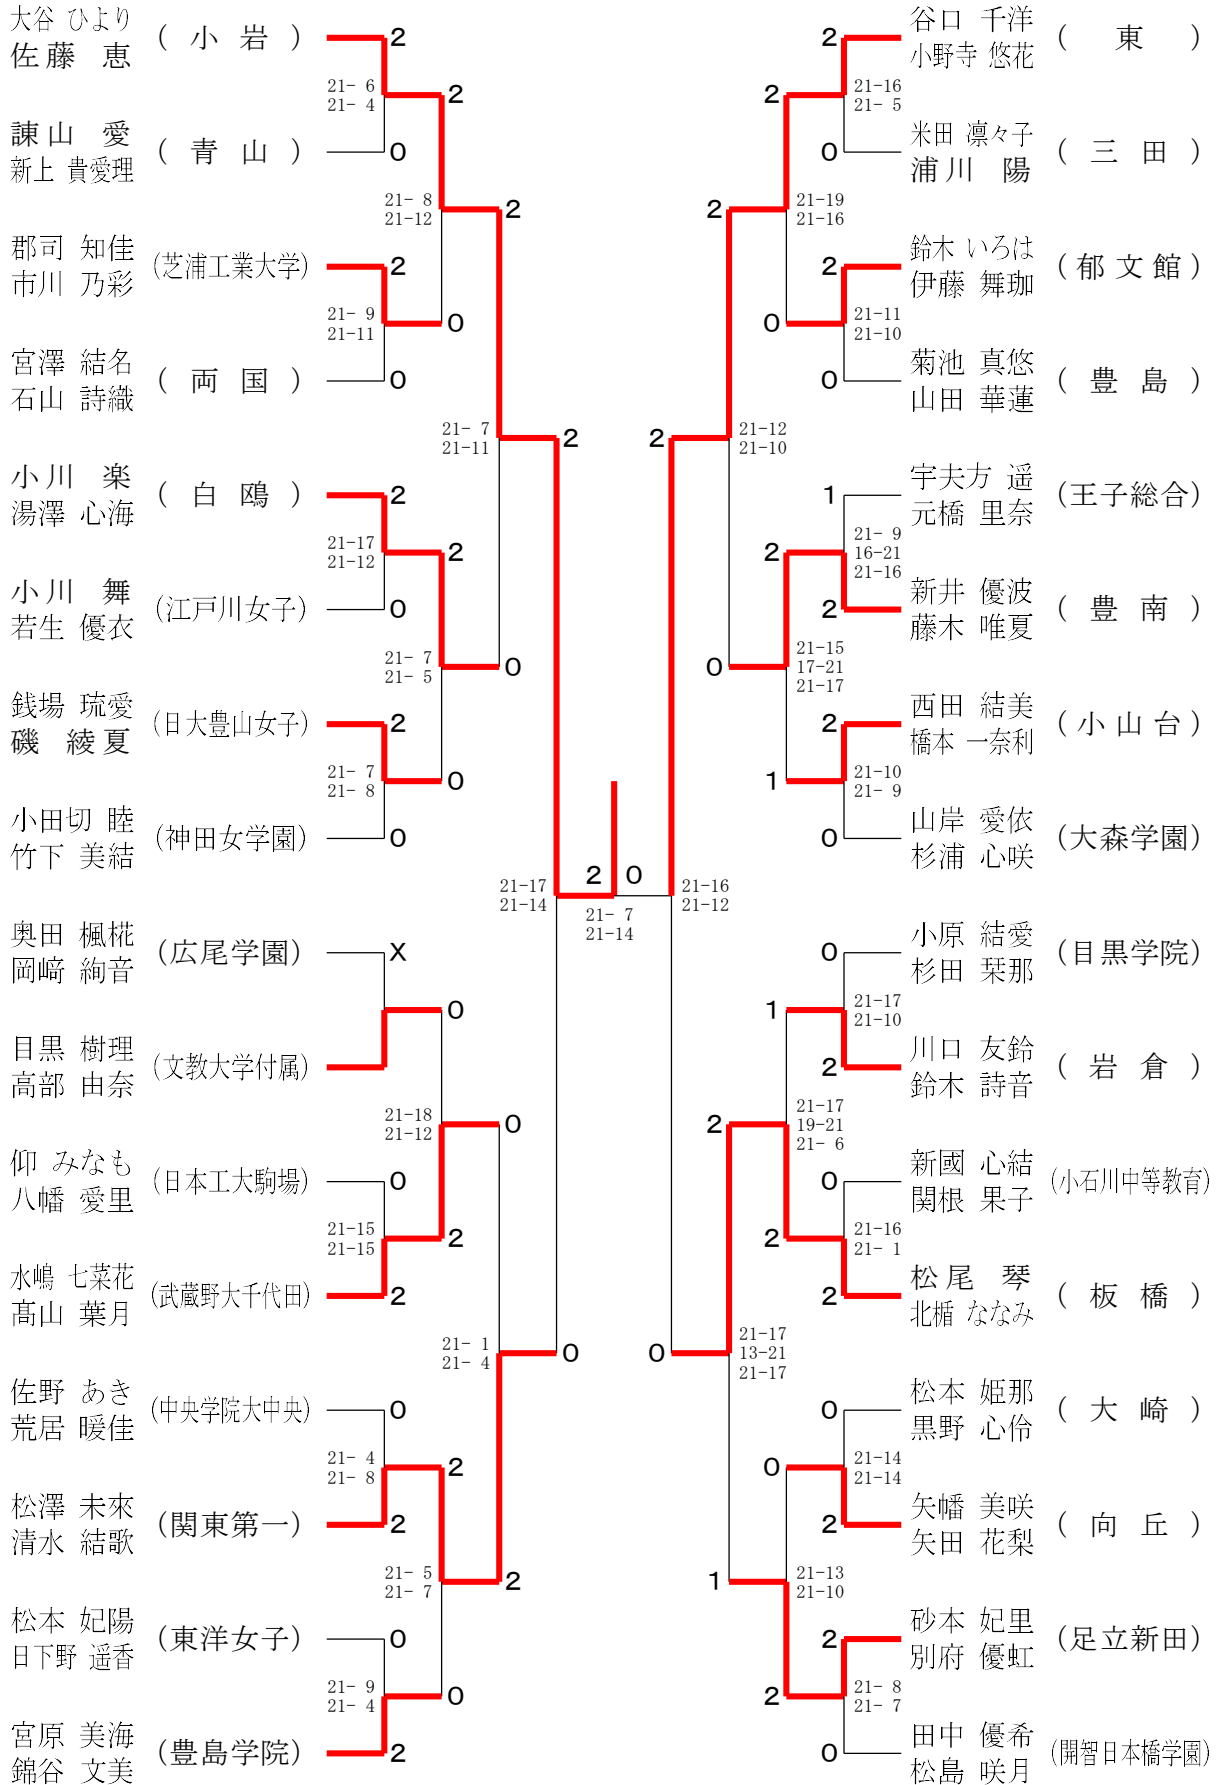 大谷 ひより
佐藤 恵
(小岩)
2
21- 6
21- 4
2
諌山 愛
新上 貴愛理
(青山)
0
21- 8
21-12
2
郡司 知佳
市川 乃彩
(芝浦工業大学)
2
21- 9
21-11
0
宮澤 結名
石山 詩織
(両国)
0
21- 7
21-11
2
小川 楽
湯澤 心海
(白鴎)
2
21-17
21-12
2
小川 舞
若生 優衣
(江戸川女子)
0
21- 7
21- 5
0
銭場 琉愛
磯 綾夏
(日大豊山女子)
2
21- 7
21- 8
0
小田切 睦
竹下 美結
(神田女学園)
0
21-17
21-14
2 0
21- 7
21-14
奥田 楓椛
岡﨑 絢音
(広尾学園)
X
0
目黒 樹理
高部 由奈
(文教大学付属)
21-18
21-12
0
仰 みなも
八幡 愛里
(日本工大駒場)
0
21-15
21-15
2
水嶋 七菜花
髙山 葉月
(武蔵野大千代田)
2
21- 1
21- 4
0
佐野 あき
荒居 暖佳
(中央学院大中央)
0
21- 4
21- 8
2
松澤 未來
清水 結歌
(関東第一)
2
21- 5
21- 7
2
松本 妃陽
日下野 遥香
(東洋女子)
0
21- 9
21- 4
0
宮原 美海
錦谷 文美
(豊島学院)
2
谷口 千洋
小野寺 悠花
(東)
2
21-16
21- 5
2
米田 凛々子
浦川 陽
(三田)
0
21-19
21-16
2
鈴木 いろは
伊藤 舞珈
(郁文館)
2
21-11
21-10
0
菊池 真悠
山田 華蓮
(豊島)
0
21-12
21-10
2
宇夫方 遥
元橋 里奈
(王子総合)
1
21- 9
16-21
21-16
2
新井 優波
藤木 唯夏
(豊南)
2
21-15
17-21
21-17
0
西田 結美
橋本 一奈利
(小山台)
2
21-10
21- 9
1
山岸 愛依
杉浦 心咲
(大森学園)
0
21-16
21-12
小原 結愛
杉田 栞那
(目黒学院)
0
21-17
21-10
1
川口 友鈴
鈴木 詩音
(岩倉)
2
21-17
19-21
21- 6
2
新國 心結
関根 果子
(小石川中等教育)
0
21-16
21- 1
2
松尾 琴
北楯 ななみ
(板橋)
2
21-17
13-21
21-17
0
松本 姫那
黒野 心伶
(大崎)
0
21-14
21-14
0
矢幡 美咲
矢田 花梨
(向丘)
2
21-13
21-10
1
砂本 妃里
別府 優虹
(足立新田)
2
21- 8
21- 7
2
田中 優希
松島 咲月
(開智日本橋学園)
0